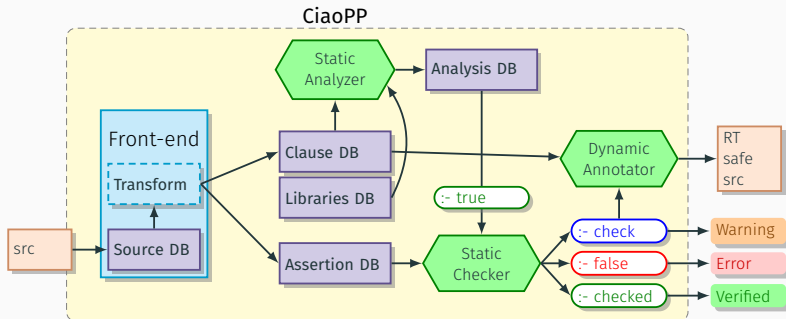 CiaoPP
Static
Analyzer
Analysis DB
Front-end
Transform
Source DB
src
Clause DB
Libraries DB
Assertion DB
:- true
Static
Checker
Dynamic
Annotator
:- check
:- false
:- checked
RT
safe
src
Warning
Error
Verified